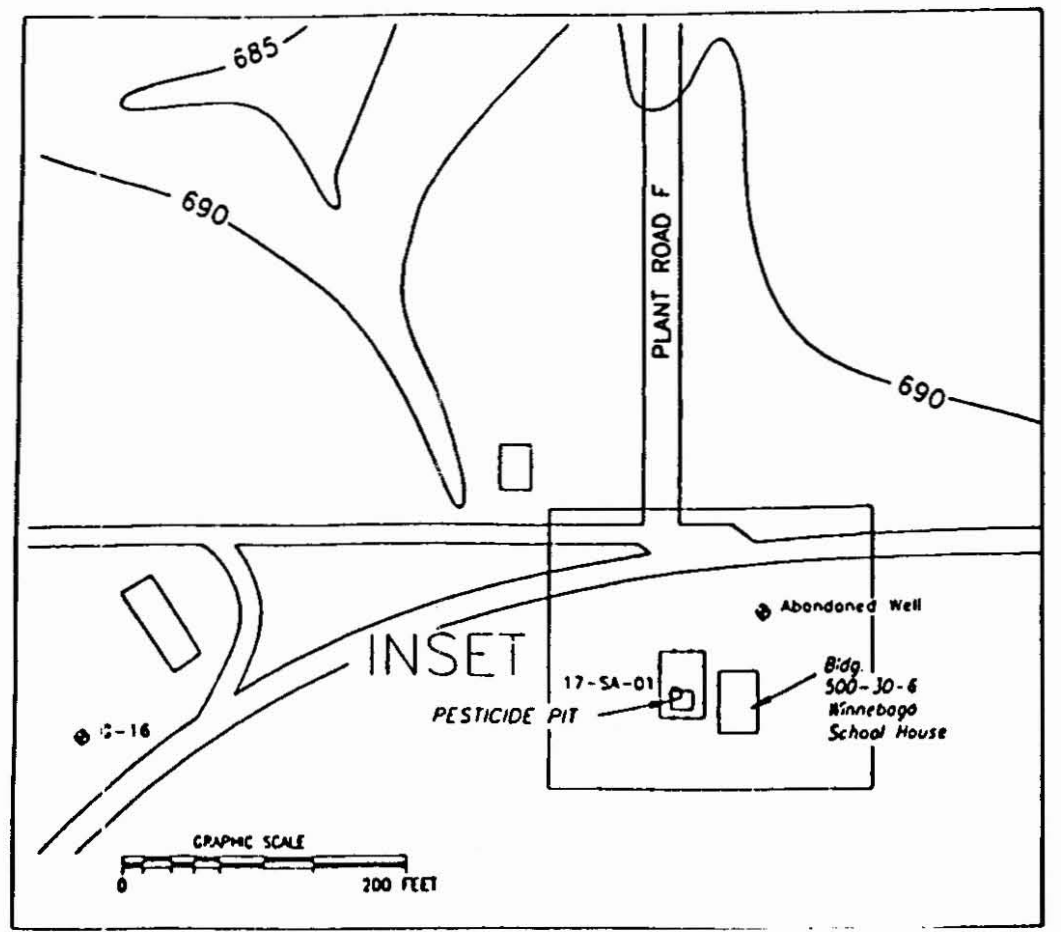 685
690
PLANT ROAD F
690
Abandoned Well
INSET
17-SA-01
PESTICIDE PIT
Bldg.
500-30-6
Winnebago
School House
-16
GRAPHIC SCALE
0
200 FEET